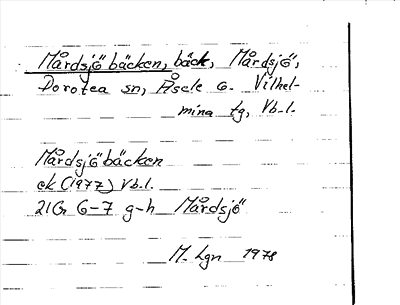 Mårdsjöbäcken, bäck, Mårdsjö,
Dorotea sn, Åsele o. Vilhel-
mina tg, Vb. l.
Mårdsjöbäcken
ek (1977) Vb. l.
21G 6-7 g-h Mårdsjö
M. Lgn 1978